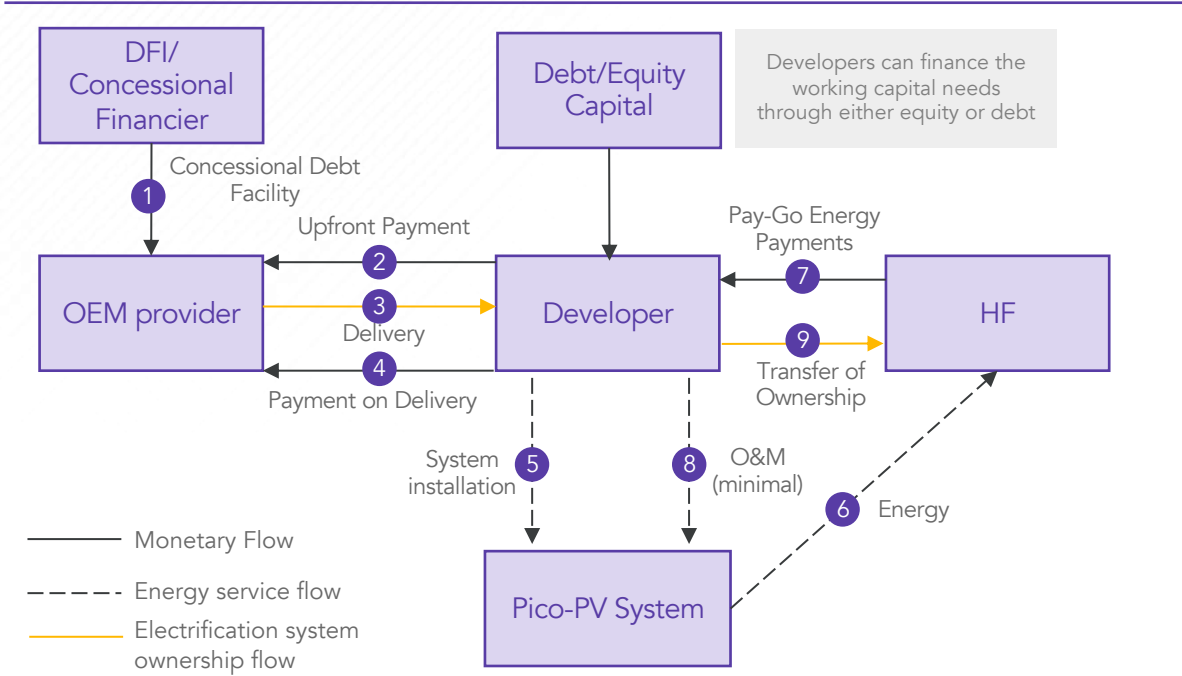 DFI/
Concessional
Financier
Debt/Equity
Capital
Developers can finance the
working capital needs
through either equity or debt
1
Concessional Debt
Facility
Upfront Payment
2
3
Delivery
4
Payment on Delivery
OEM provider
Developer
Pay-Go Energy
Payments
7
9
Transfer of
Ownership
HF
System
installation
5
8
O&M
(minimal)
6
Energy
Pico-PV System
Monetary Flow
Energy service flow
Electrification system
ownership flow